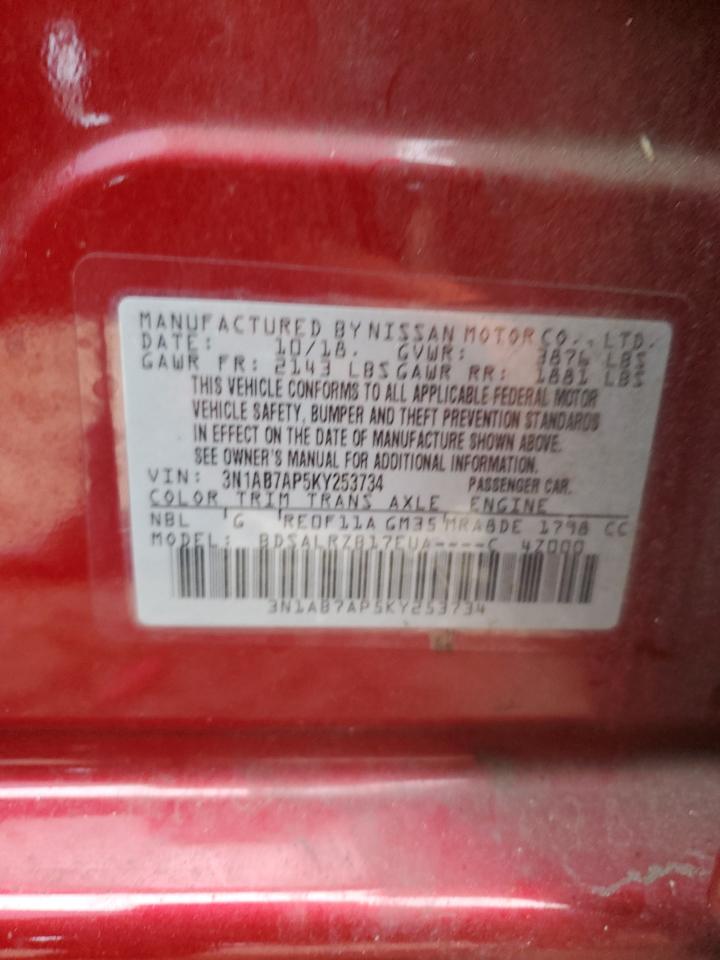 MANUFACTURED BY NISSAN MOTOR CO., LTD.
DATE: 10/18. GVWR: 3876 LBS
GAWR FR: 2143 LBS GAWR RR: 1881 LBS
THIS VEHICLE CONFORMS TO ALL APPLICABLE FEDERAL MOTOR
VEHICLE SAFETY, BUMPER AND THEFT PREVENTION STANDARDS
IN EFFECT ON THE DATE OF MANUFACTURE SHOWN ABOVE.
SEE OWNER'S MANUAL FOR ADDITIONAL INFORMATION.
VIN: 3N1AB7AP5KY253734 PASSENGER CAR.
COLOR TRIM TRANS AXLE ENGINE
NBL G RE0F11A GM35 MRA8DE 1798 CC
MODEL: BDSALRZB17EUA----C 4Z000
3N1AB7AP5KY253734